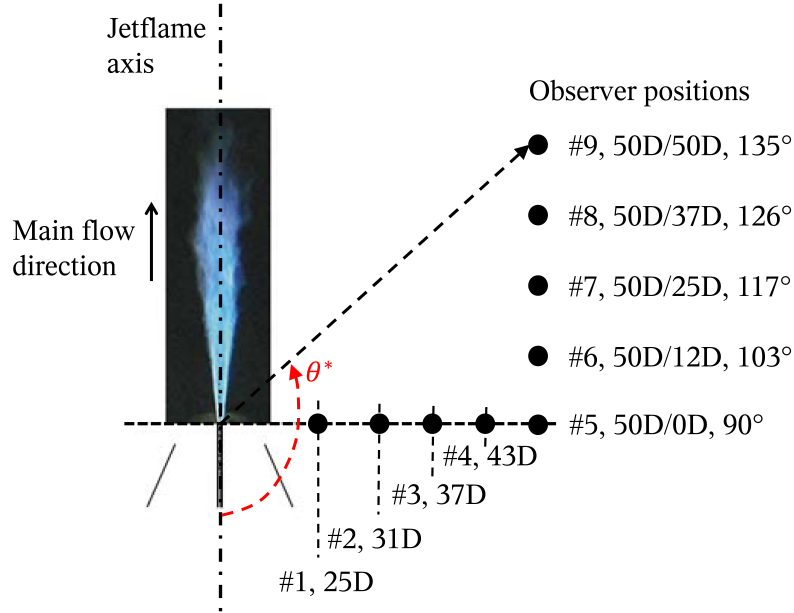 Jetflame
axis
Observer positions
#9, 50D/50D, 135°
#8, 50D/37D, 126°
Main flow
direction
#7, 50D/25D, 117°
#6, 50D/12D, 103°
θ*
#5, 50D/0D, 90°
#4, 43D
#3, 37D
#2, 31D
#1, 25D